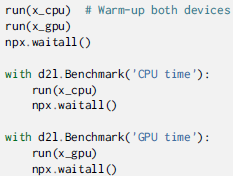 run(x_cpu)  # Warm-up both devices
run(x_gpu)
npx.waitall()

with d2l.Benchmark('CPU time'):
    run(x_cpu)
    npx.waitall()

with d2l.Benchmark('GPU time'):
    run(x_gpu)
    npx.waitall()